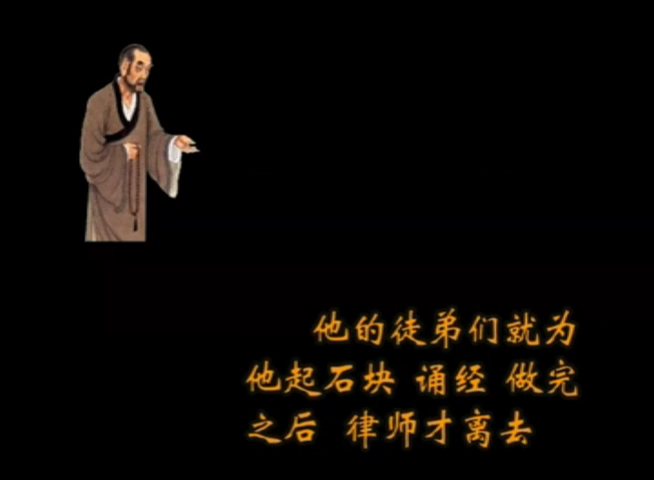 他的徒弟们就为
他起石块 诵经 做完
之后 律师才离去